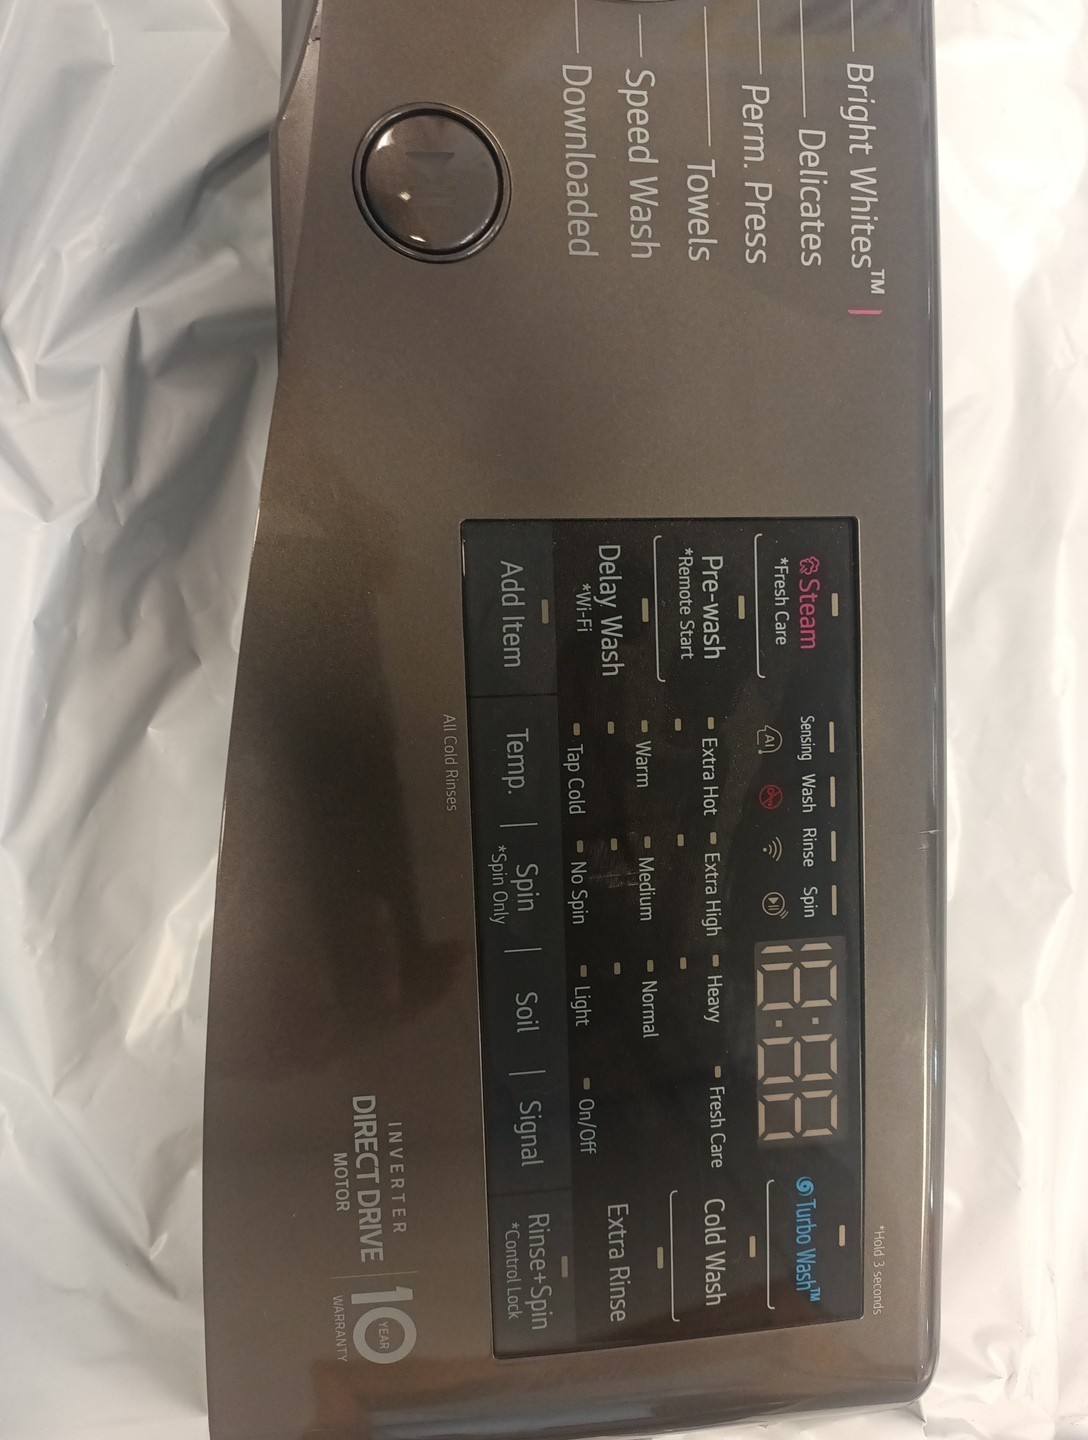 Bright Whites™
Delicates
Perm. Press
Towels
Speed Wash
Downloaded
*Hold 3 seconds
Steam
*Fresh Care
Sensing Wash Rinse Spin
Turbo Wash™
AI
18:88
Pre-wash
*Remote Start
Extra Hot
Extra High
Heavy
Fresh Care
Cold Wash
Delay Wash
*Wi-Fi
Warm
Medium
Normal
Extra Rinse
Tap Cold
No Spin
Light
On/Off
Add Item
Temp. | Spin | Soil | Signal
*Spin Only
Rinse+Spin
*Control Lock
All Cold Rinses
INVERTER
DIRECT DRIVE
MOTOR
10
YEAR
WARRANTY